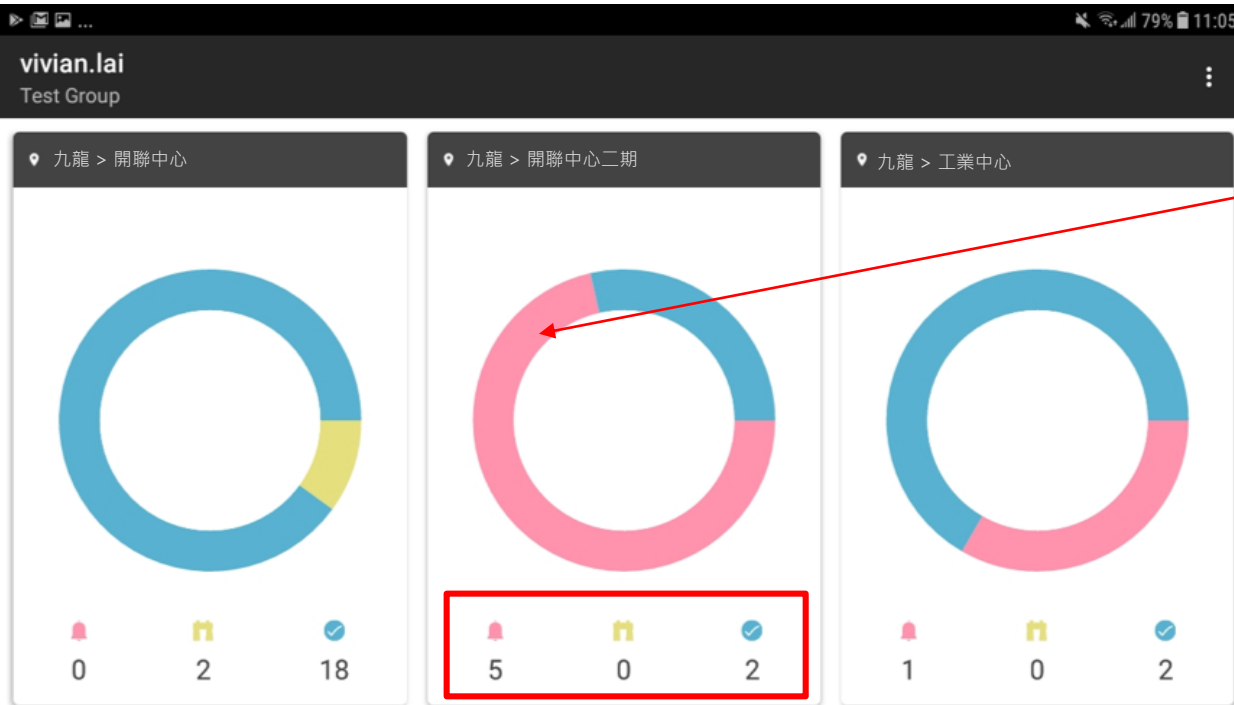 ...
79% 11:05
vivian.lai
Test Group
九龍 > 開聯中心
九龍 > 開聯中心二期
九龍 > 工業中心
0 2 18
5 0 2
1 0 2